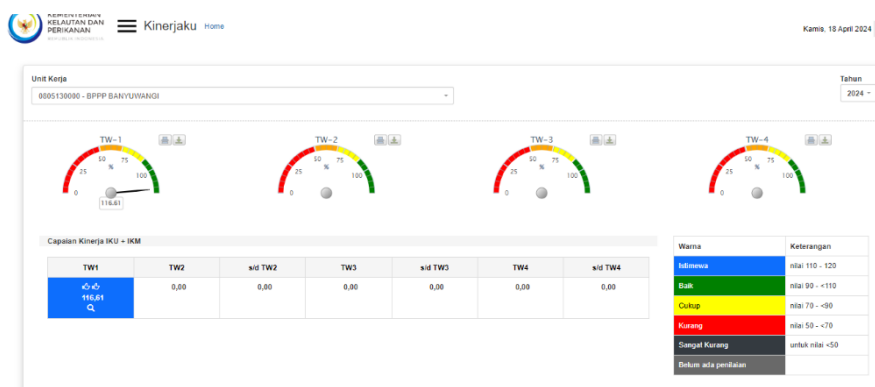 KEMENTERIAN
KELAUTAN DAN
PERIKANAN
REPUBLIK INDONESIA
Kinerjaku Home
Kamis, 18 April 2024
Unit Kerja
Tahun
0805130000 - BPPP BANYUWANGI
2024
TW-1
TW-2
TW-3
TW-4
0 25 50 75 100 %
116,61
0 25 50 75 100 %
0 25 50 75 100 %
0 25 50 75 100 %
Capaian Kinerja IKU + IKM
TW1 TW2 s/d TW2 TW3 s/d TW3 TW4 s/d TW4
116,61 0,00 0,00 0,00 0,00 0,00 0,00
Warna Keterangan
Istimewa nilai 110 - 120
Baik nilai 90 - <110
Cukup nilai 70 - <90
Kurang nilai 50 - <70
Sangat Kurang untuk nilai <50
Belum ada penilaian